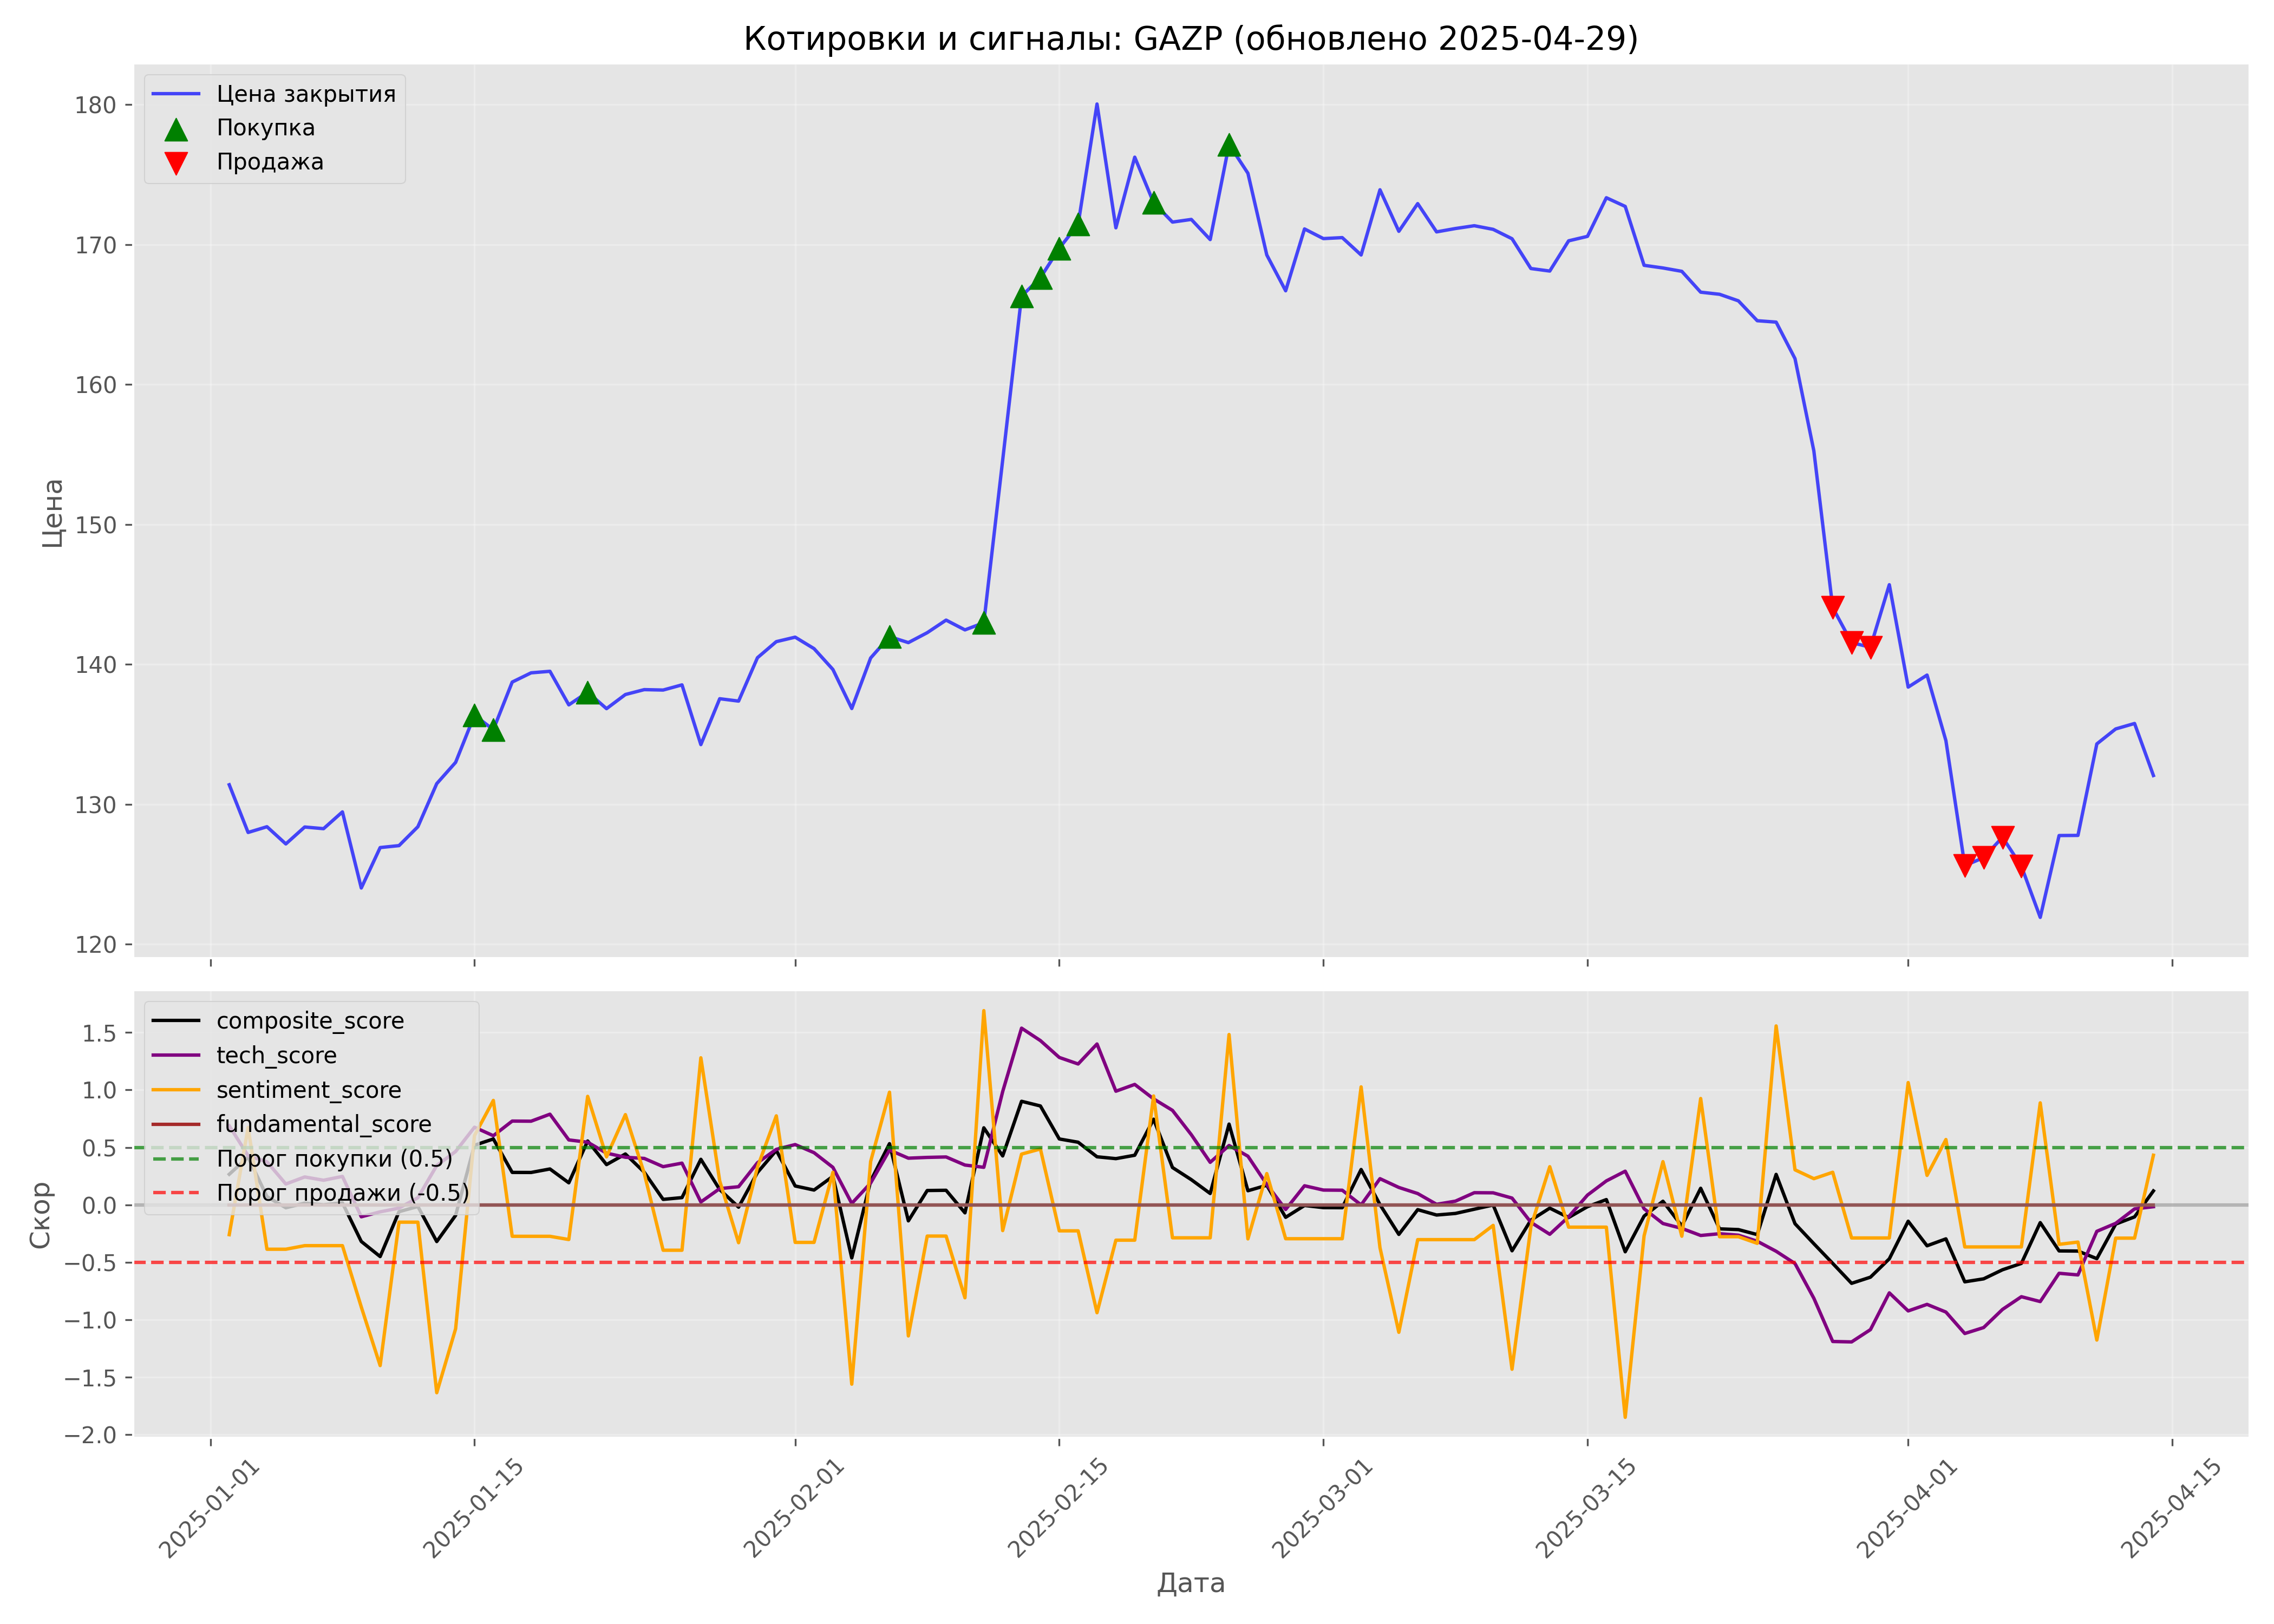 Котировки и сигналы: GAZP (обновлено 2025-04-29)
Цена закрытия
Покупка
Продажа
180
170
160
150
140
130
120
Цена
composite_score
tech_score
sentiment_score
fundamental_score
Порог покупки (0.5)
Порог продажи (-0.5)
1.5
1.0
0.5
0.0
−0.5
−1.0
−1.5
−2.0
Скор
2025-01-01
2025-01-15
2025-02-01
2025-02-15
2025-03-01
2025-03-15
2025-04-01
2025-04-15
Дата